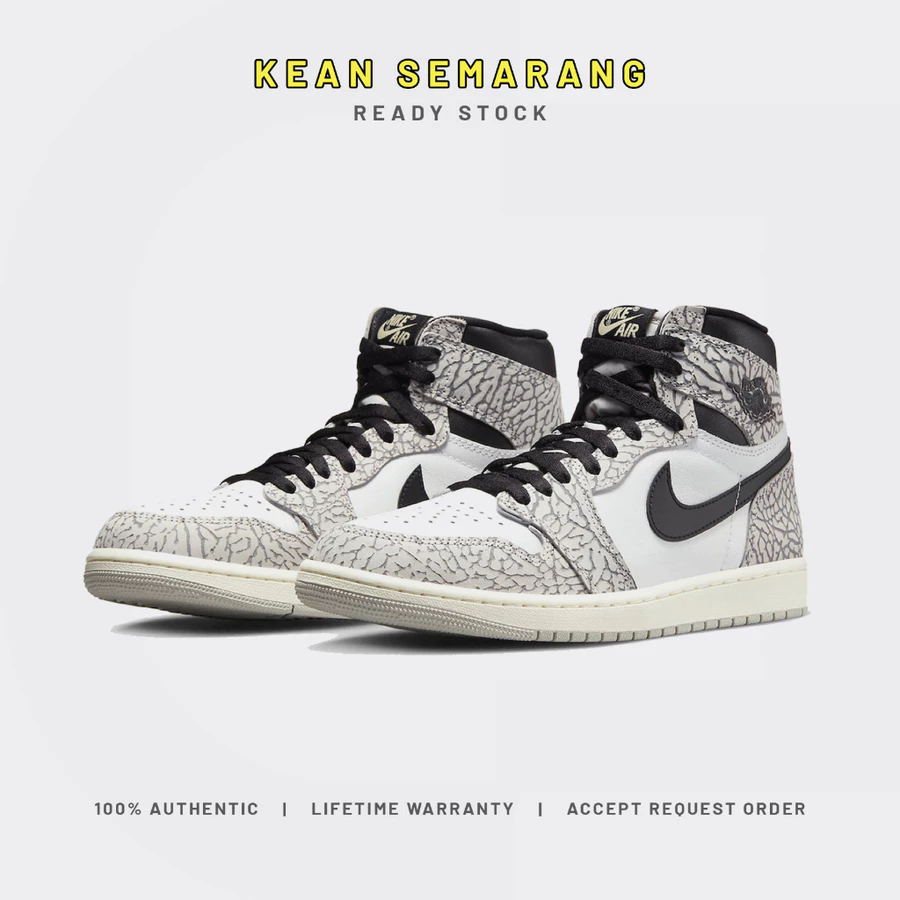 KEAN SEMARANG
READY STOCK
NIKE®
AIR
NIKE®
AIR
100% AUTHENTIC | LIFETIME WARRANTY | ACCEPT REQUEST ORDER